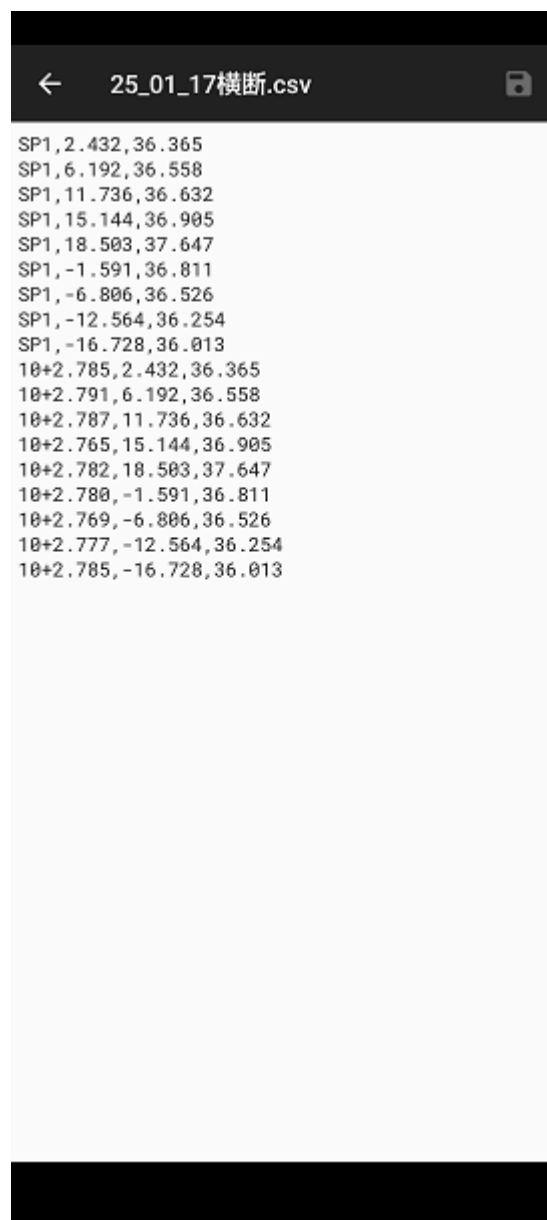 25_01_17横断.csv
SP1,2.432,36.365
SP1,6.192,36.558
SP1,11.736,36.632
SP1,15.144,36.905
SP1,18.503,37.647
SP1,-1.591,36.811
SP1,-6.806,36.526
SP1,-12.564,36.254
SP1,-16.728,36.013
10+2.785,2.432,36.365
10+2.791,6.192,36.558
10+2.787,11.736,36.632
10+2.765,15.144,36.905
10+2.782,18.503,37.647
10+2.780,-1.591,36.811
10+2.769,-6.806,36.526
10+2.777,-12.564,36.254
10+2.785,-16.728,36.013